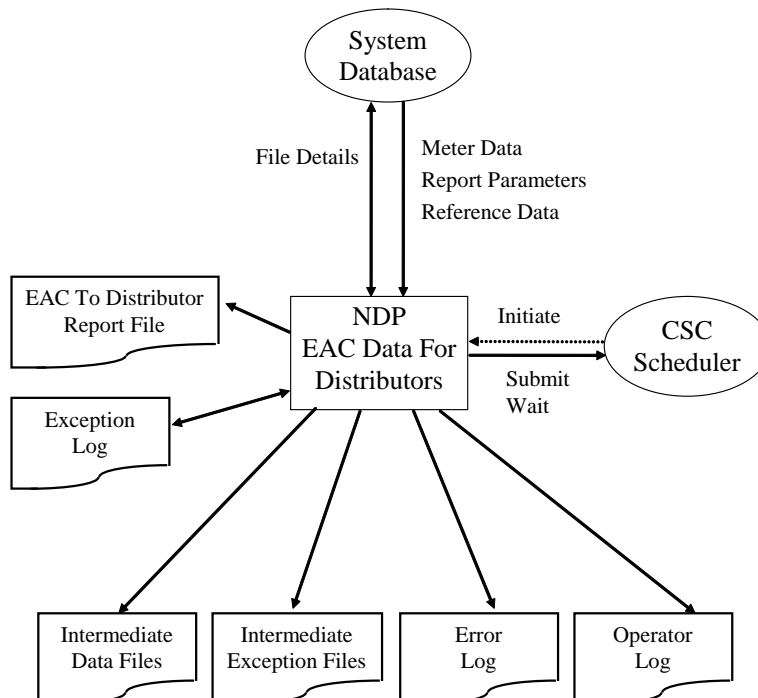 System
Database
File Details
Meter Data
Report Parameters
Reference Data
EAC To Distributor
Report File
NDP
EAC Data For
Distributors
Initiate
Submit
Wait
CSC
Scheduler
Exception
Log
Intermediate
Data Files
Intermediate
Exception Files
Error
Log
Operator
Log